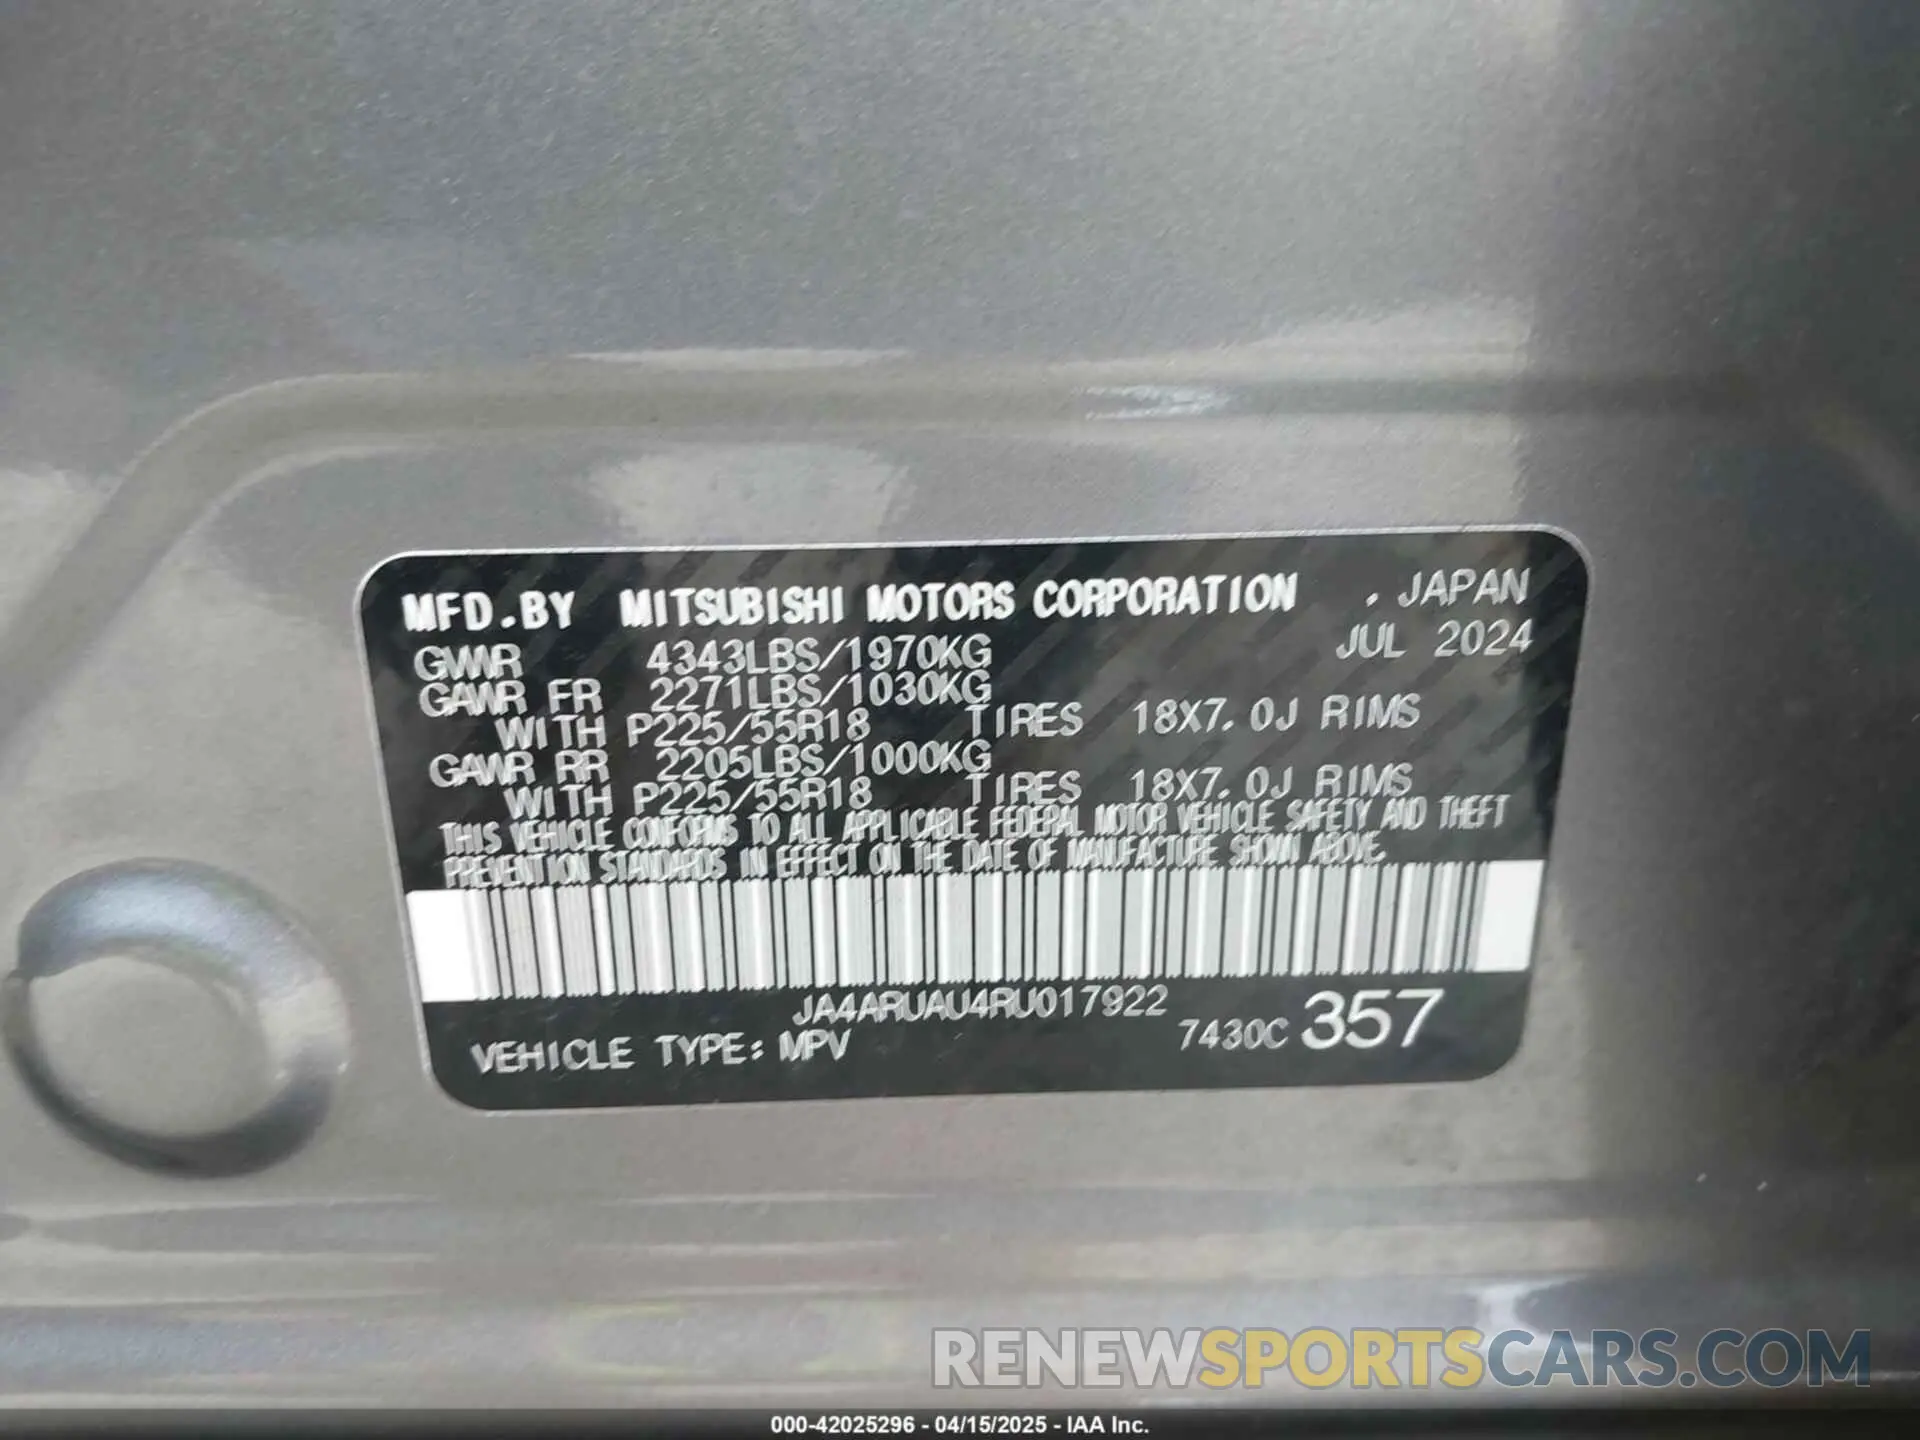 MFD.BY MITSUBISHI MOTORS CORPORATION . JAPAN
GVWR 4343LBS/1970KG JUL 2024
GAWR FR 2271LBS/1030KG
WITH P225/55R18 TIRES 18X7.0J RIMS
GAWR RR 2205LBS/1000KG
WITH P225/55R18 TIRES 18X7.0J RIMS
THIS VEHICLE CONFORMS TO ALL APPLICABLE FEDERAL MOTOR VEHICLE SAFETY AND THEFT
PREVENTION STANDARDS IN EFFECT ON THE DATE OF MANUFACTURE SHOWN ABOVE.
JA4ARUAU4RU017922
VEHICLE TYPE: MPV 7430C 357
RENEWSPORTSCARS.COM
000-42025296 - 04/15/2025 - IAA Inc.